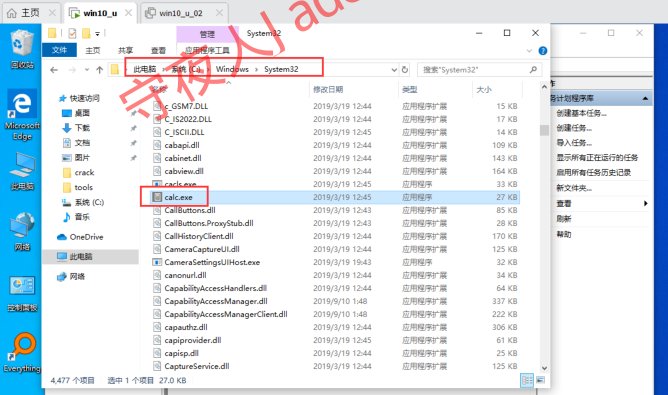 主页 win10_u win10_u_02
管理 System32
文件 主页 共享 查看 应用程序工具
此电脑 系统 (C:) Windows System32 搜索"System32"
名称 修改日期 类型 大小
回收站
Microsoft Edge
此电脑
网络
控制面板
Everything
快速访问
桌面
下载
文档
图片
crack
tools
系统 (C:)
音乐
OneDrive
此电脑
网络
c_GSM7.DLL 2019/3/19 12:44 应用程序扩展 15 KB
C_IS2022.DLL 2019/3/19 12:44 应用程序扩展 17 KB
C_ISCII.DLL 2019/3/19 12:45 应用程序扩展 14 KB
cabapi.dll 2019/3/19 12:44 应用程序扩展 109 KB
cabinet.dll 2019/3/19 12:44 应用程序扩展 143 KB
cabview.dll 2019/3/19 12:44 应用程序扩展 164 KB
cacls.exe 2019/3/19 12:45 应用程序 33 KB
calc.exe 2019/3/19 12:45 应用程序 27 KB
CallButtons.dll 2019/3/19 12:43 应用程序扩展 85 KB
CallButtons.ProxyStub.dll 2019/3/19 12:43 应用程序扩展 28 KB
CallHistoryClient.dll 2019/3/19 12:43 应用程序扩展 170 KB
CameraCaptureUI.dll 2019/3/19 12:44 应用程序扩展 128 KB
CameraSettingsUIHost.exe 2019/3/19 19:43 应用程序 32 KB
canonurl.dll 2019/3/19 12:44 应用程序扩展 34 KB
CapabilityAccessHandlers.dll 2019/3/19 12:44 应用程序扩展 64 KB
CapabilityAccessManager.dll 2019/9/10 1:48 应用程序扩展 337 KB
CapabilityAccessManagerClient.dll 2019/9/10 1:48 应用程序扩展 222 KB
capauthz.dll 2019/3/19 12:44 应用程序扩展 306 KB
capiprovider.dll 2019/3/19 12:44 应用程序扩展 61 KB
capisp.dll 2019/3/19 12:44 应用程序扩展 25 KB
CaptureService.dll 2019/3/19 12:44 应用程序扩展 125 KB
4,477 个项目 选中 1 个项目 27.0 KB
作
务计划程序库
创建基本任务...
创建任务...
导入任务...
显示所有正在运行的任务
启用所有任务历史记录
新文件夹...
查看
刷新
帮助
守夜人